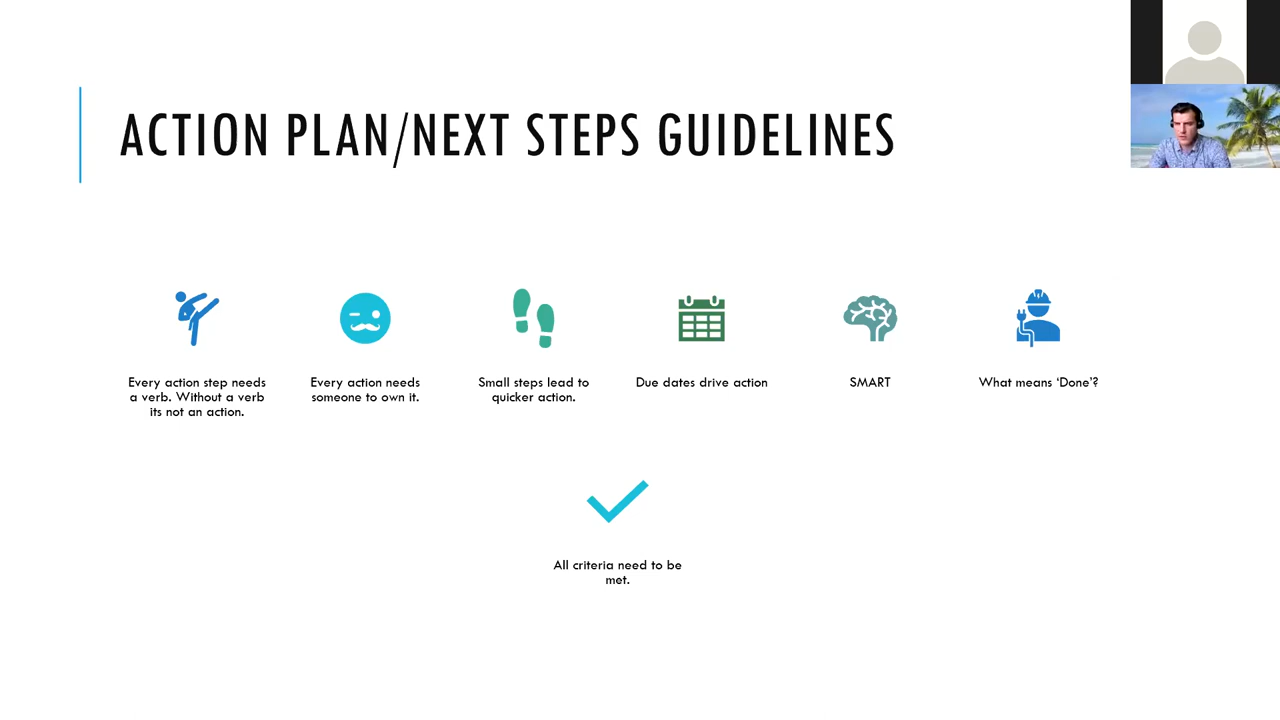 ACTION PLAN/NEXT STEPS GUIDELINES
Every action step needs
a verb. Without a verb
its not an action.
Every action needs
someone to own it.
Small steps lead to
quicker action.
Due dates drive action
SMART
What means ‘Done’?
All criteria need to be
met.